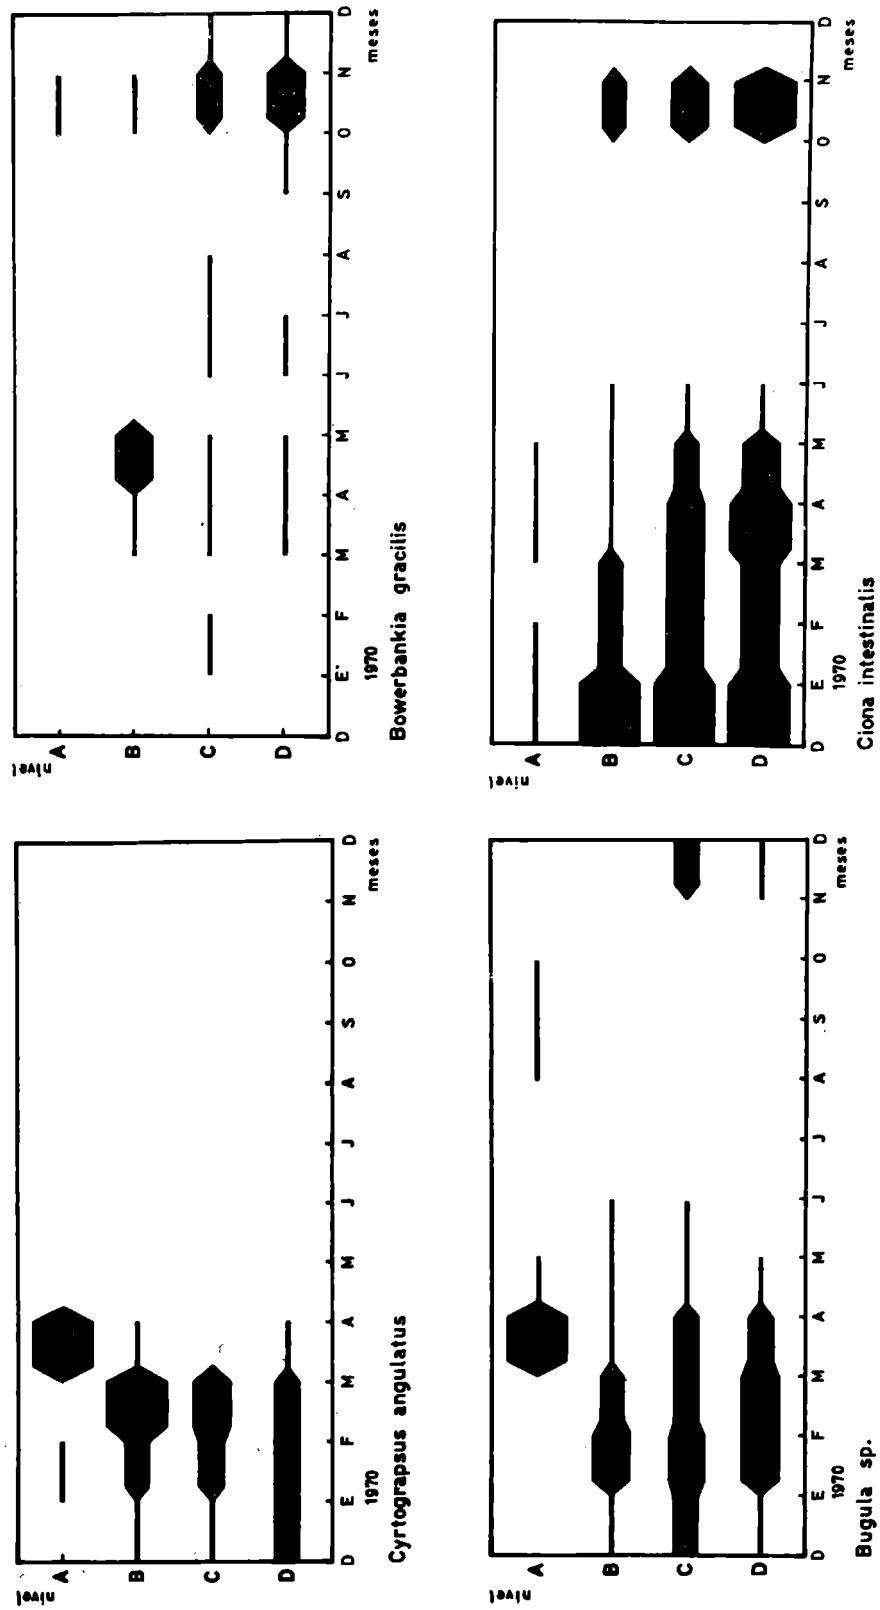 nivel
A
B
C
D
D E F M A M J J A S O N D
1970 meses
Cyrtograpsus angulatus
nivel
A
B
C
D
D E F M A M J J A S O N D
1970 meses
Bowerbankia gracilis
nivel
A
B
C
D
D E F M A M J J A S O N D
1970 meses
Bugula sp.
nivel
A
B
C
D
D E F M A M J J A S O N D
1970 meses
Ciona intestinalis